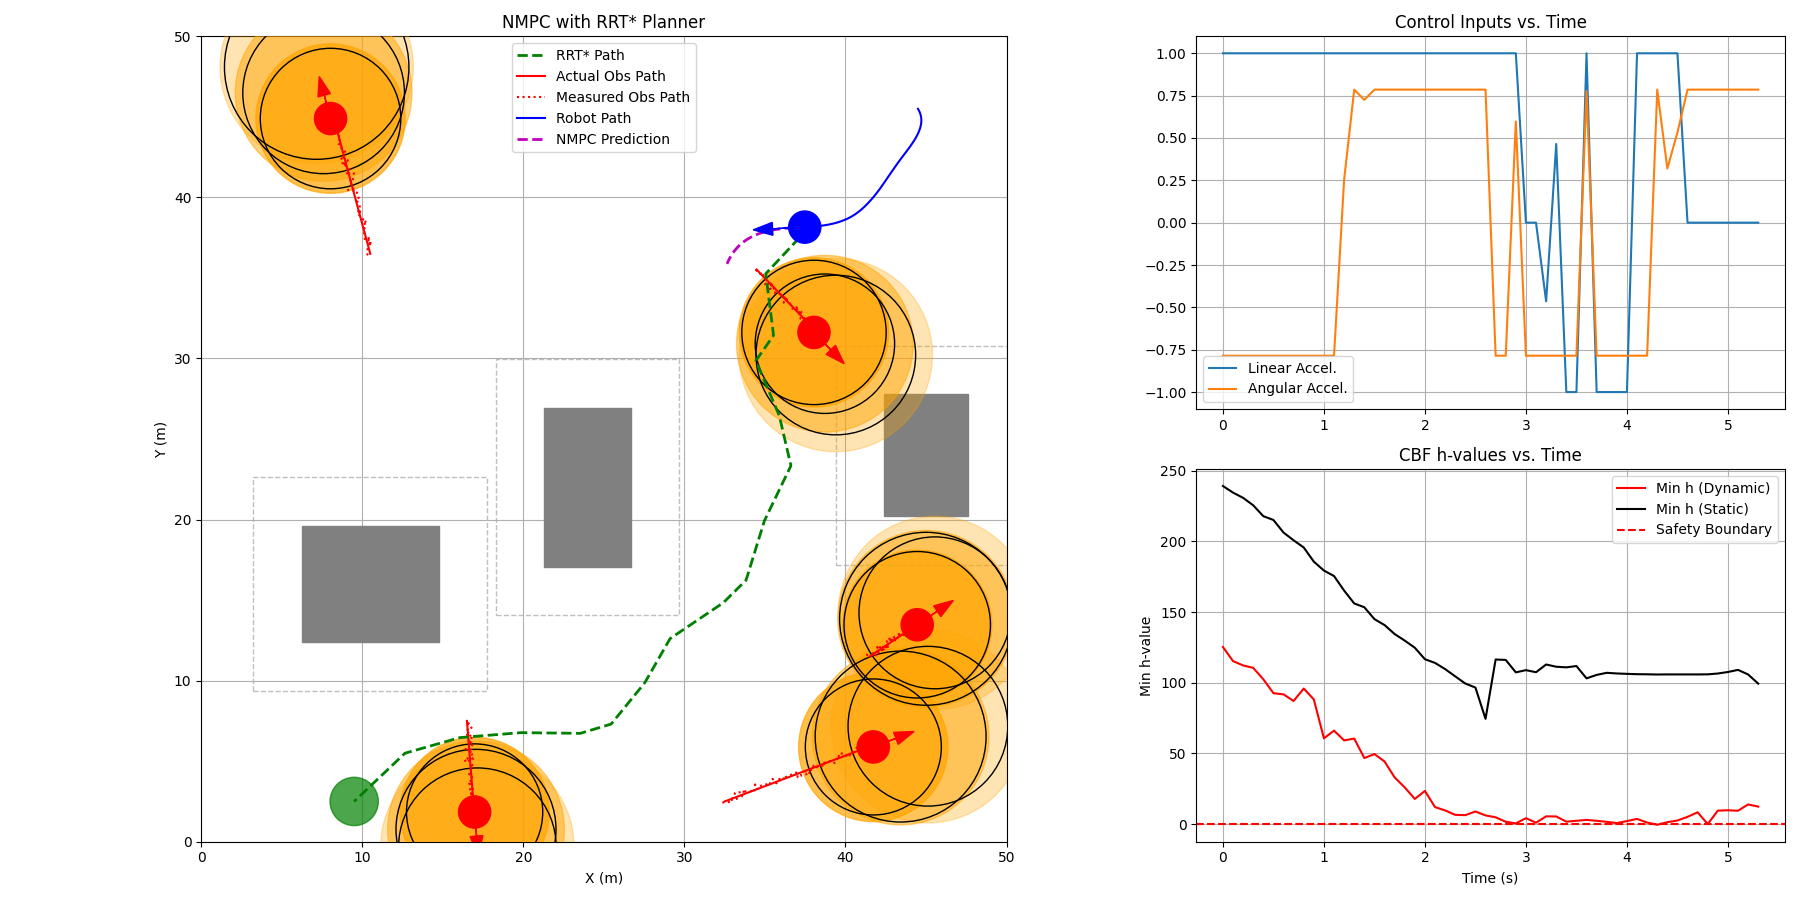 NMPC with RRT* Planner
RRT* Path
Actual Obs Path
Measured Obs Path
Robot Path
NMPC Prediction
50
40
30
20
10
0
Y (m)
0 10 20 30 40 50
X (m)
Control Inputs vs. Time
1.00
0.75
0.50
0.25
0.00
−0.25
−0.50
−0.75
−1.00
Linear Accel.
Angular Accel.
0 1 2 3 4 5
CBF h-values vs. Time
250
200
150
100
50
0
Min h-value
Min h (Dynamic)
Min h (Static)
Safety Boundary
0 1 2 3 4 5
Time (s)